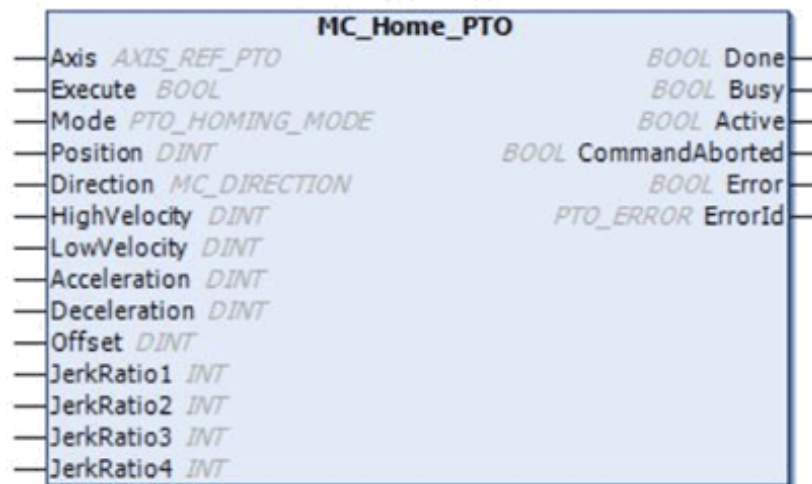 MC_Home_PTO
Axis AXIS_REF_PTO BOOL Done
Execute BOOL BOOL Busy
Mode PTO_HOMING_MODE BOOL Active
Position DINT BOOL CommandAborted
Direction MC_DIRECTION BOOL Error
HighVelocity DINT PTO_ERROR ErrorId
LowVelocity DINT
Acceleration DINT
Deceleration DINT
Offset DINT
JerkRatio1 INT
JerkRatio2 INT
JerkRatio3 INT
JerkRatio4 INT